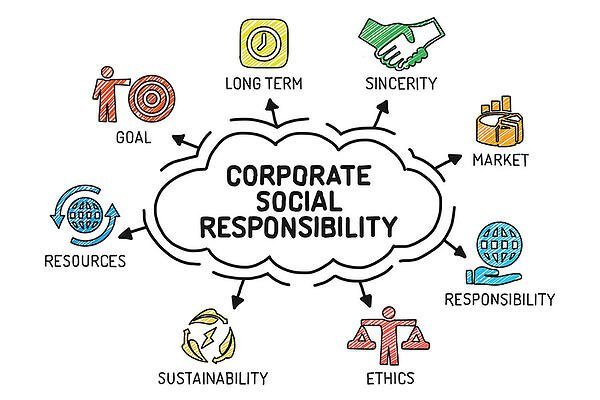 LONG TERM
SINCERITY
GOAL
MARKET
CORPORATE
SOCIAL
RESPONSIBILITY
RESOURCES
RESPONSIBILITY
SUSTAINABILITY
ETHICS